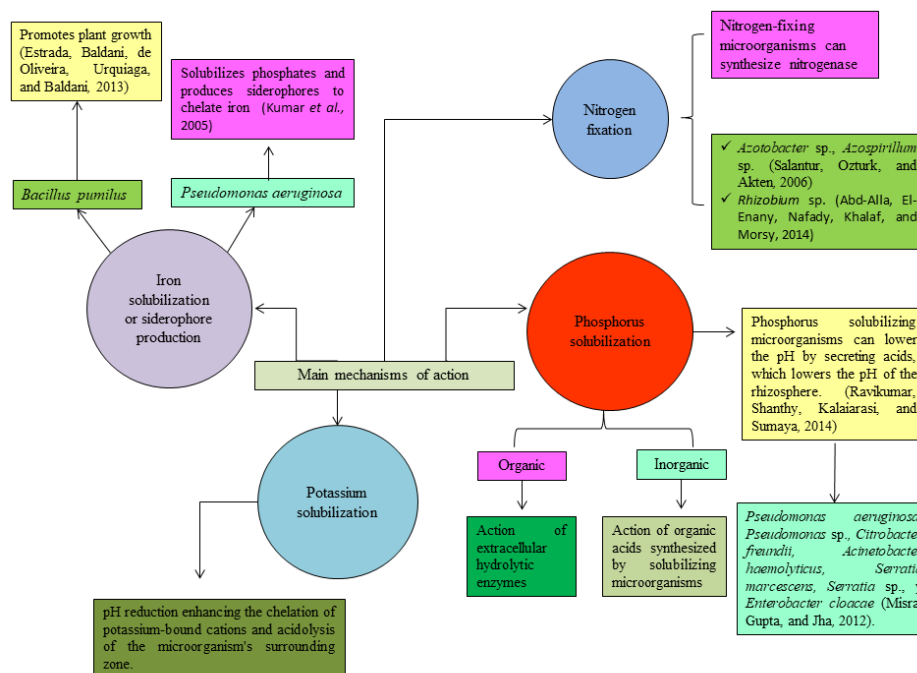 Promotes plant growth
(Estrada, Baldani, de
Oliveira, Urquiaga,
and Baldani, 2013)
Solubilizes phosphates and
produces siderophores to
chelate iron (Kumar et al.,
2005)
Bacillus pumilus
Pseudomonas aeruginosa
Iron
solubilization
or siderophore
production
Nitrogen
fixation
Nitrogen-fixing
microorganisms can
synthesize nitrogenase
✓ Azotobacter sp., Azospirillum
sp. (Salantur, Ozturk, and
Akten, 2006)
✓ Rhizobium sp. (Abd-Alla, El-
Enany, Nafady, Khalaf, and
Morsy, 2014)
Main mechanisms of action
Phosphorus
solubilization
Phosphorus solubilizing
microorganisms can lower
the pH by secreting acids,
which lowers the pH of the
rhizosphere. (Ravikumar,
Shanthy, Kalaiarasi, and
Sumaya, 2014)
Organic
Inorganic
Action of
extracellular
hydrolytic
enzymes
Action of organic
acids synthesized
by solubilizing
microorganisms
Pseudomonas aeruginosa
Pseudomonas sp., Citrobacte
freundii, Acinetobacte
haemolyticus, Serratia
marcescens, Serratia sp., y
Enterobacter cloacae (Misra
Gupta, and Jha, 2012).
Potassium
solubilization
pH reduction enhancing the chelation of
potassium-bound cations and acidolysis
of the microorganism's surrounding
zone.